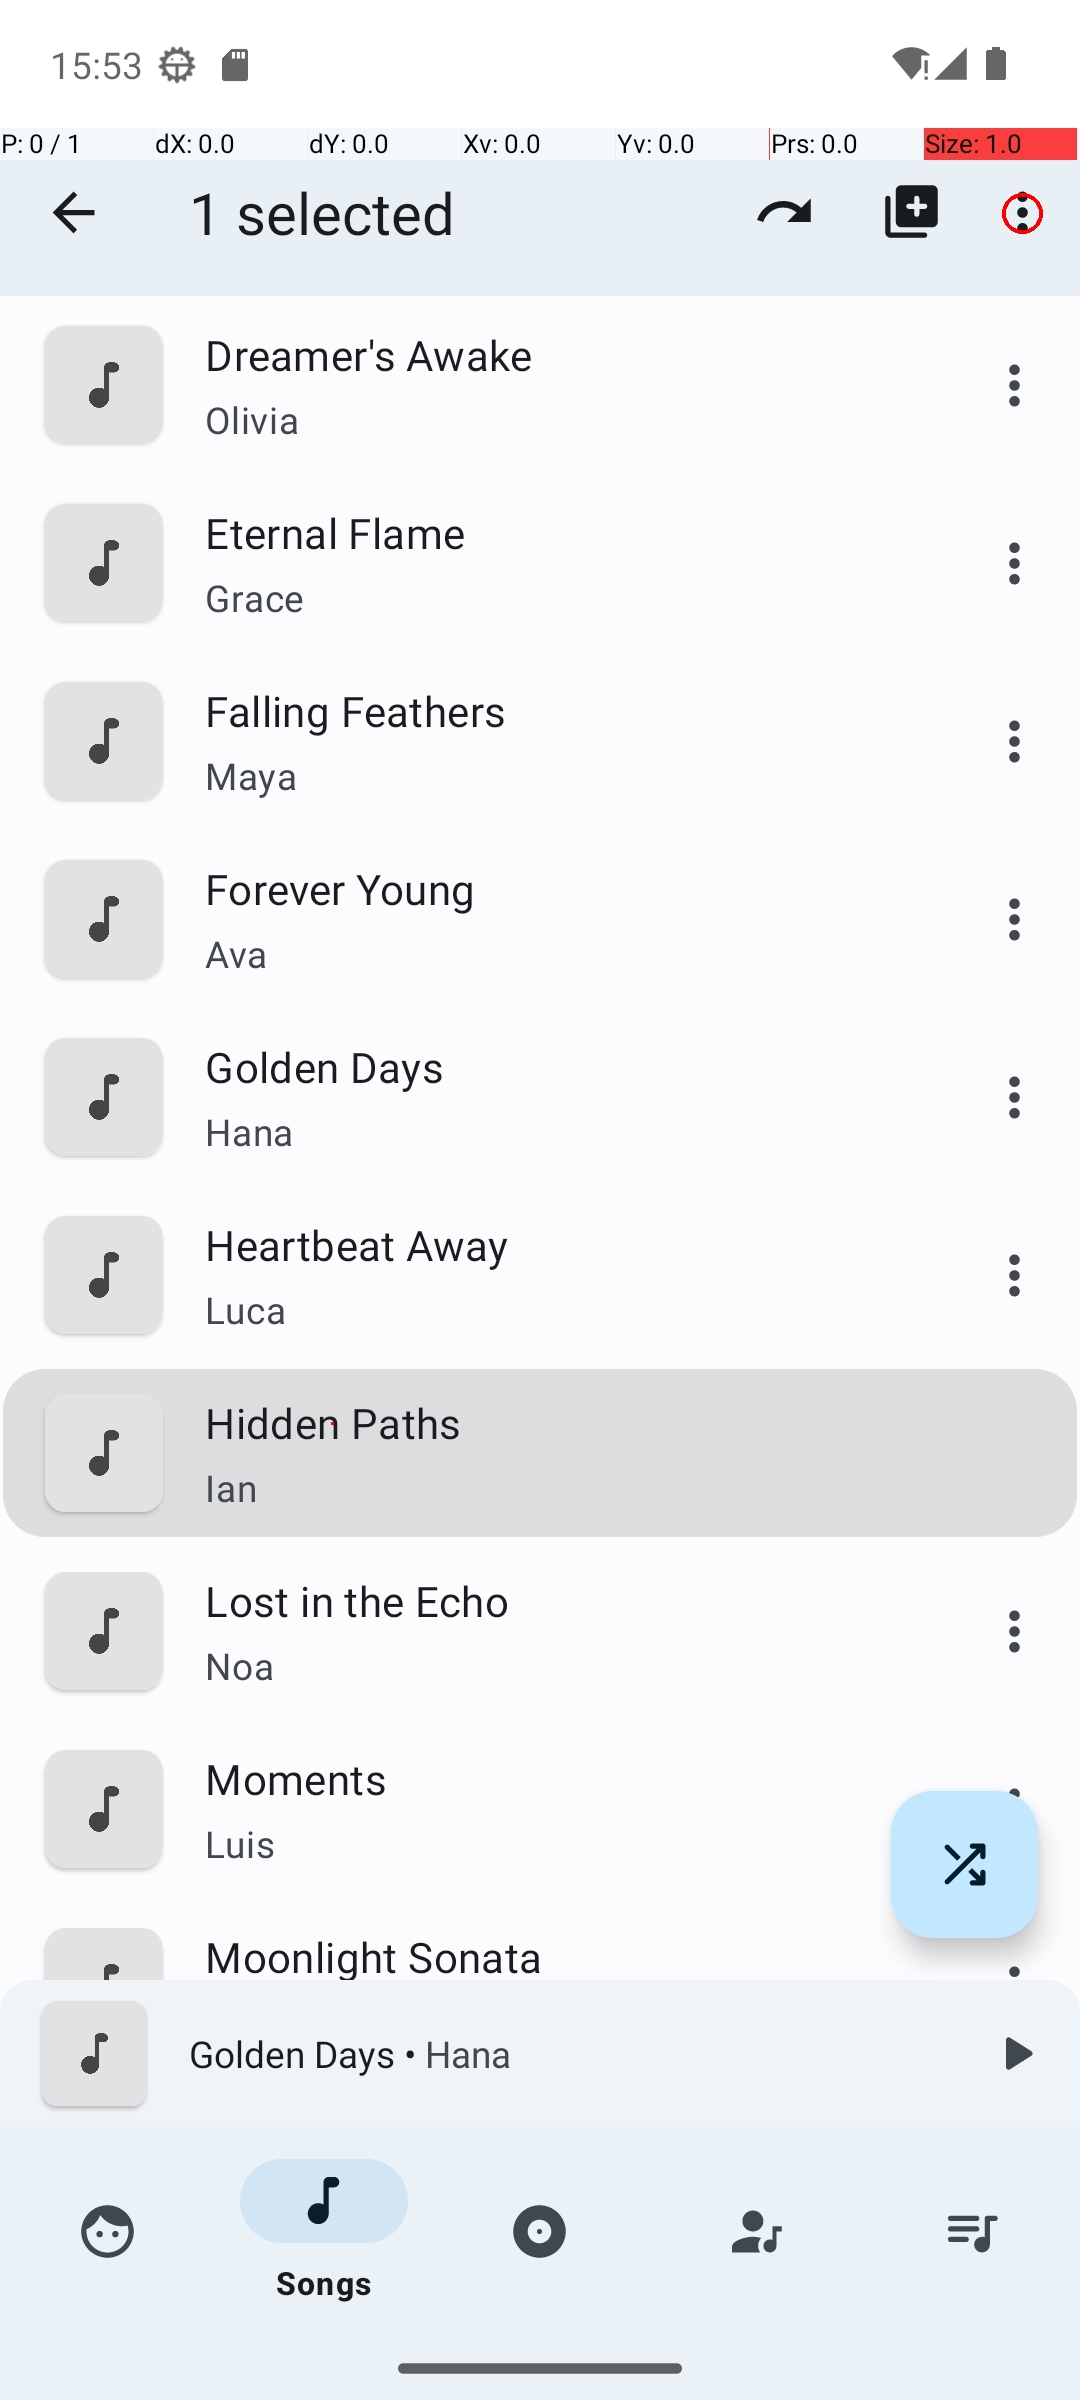 15:53
P: 0 / 1 dX: 0.0 dY: 0.0 Xv: 0.0 Yv: 0.0 Prs: 0.0 Size: 1.0
1 selected
Dreamer's Awake
Olivia
Eternal Flame
Grace
Falling Feathers
Maya
Forever Young
Ava
Golden Days
Hana
Heartbeat Away
Luca
Hidden Paths
Ian
Lost in the Echo
Noa
Moments
Luis
Moonlight Sonata
Golden Days • Hana
Songs